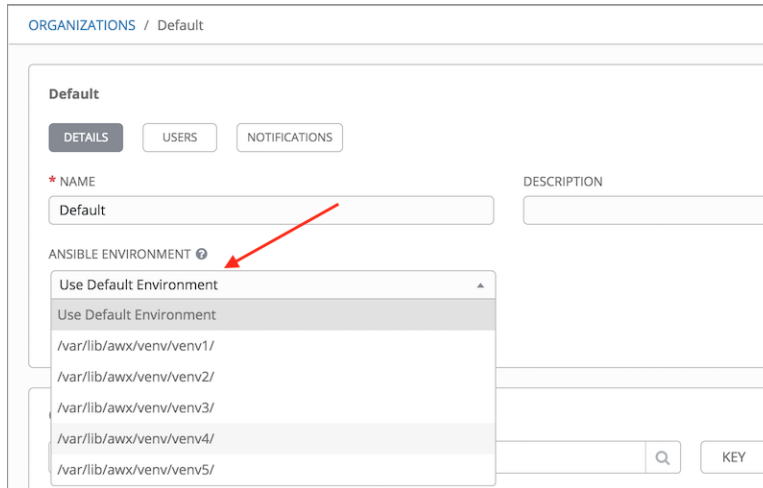 ORGANIZATIONS / Default
Default
DETAILS USERS NOTIFICATIONS
* NAME DESCRIPTION
Default
ANSIBLE ENVIRONMENT ?
Use Default Environment
Use Default Environment
/var/lib/awx/venv/venv1/
/var/lib/awx/venv/venv2/
/var/lib/awx/venv/venv3/
/var/lib/awx/venv/venv4/
KEY
/var/lib/awx/venv/venv5/